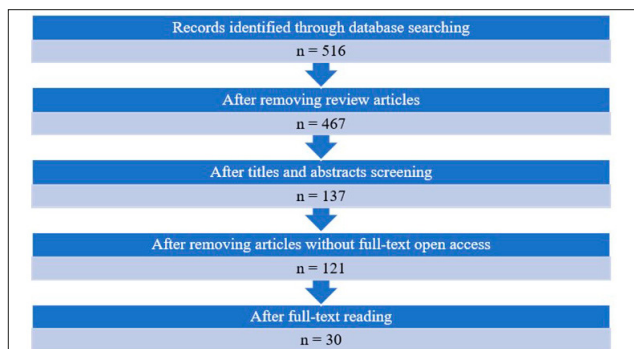 Records identified through database searching
n = 516
After removing review articles
n = 467
After titles and abstracts screening
n = 137
After removing articles without full-text open access
n = 121
After full-text reading
n = 30